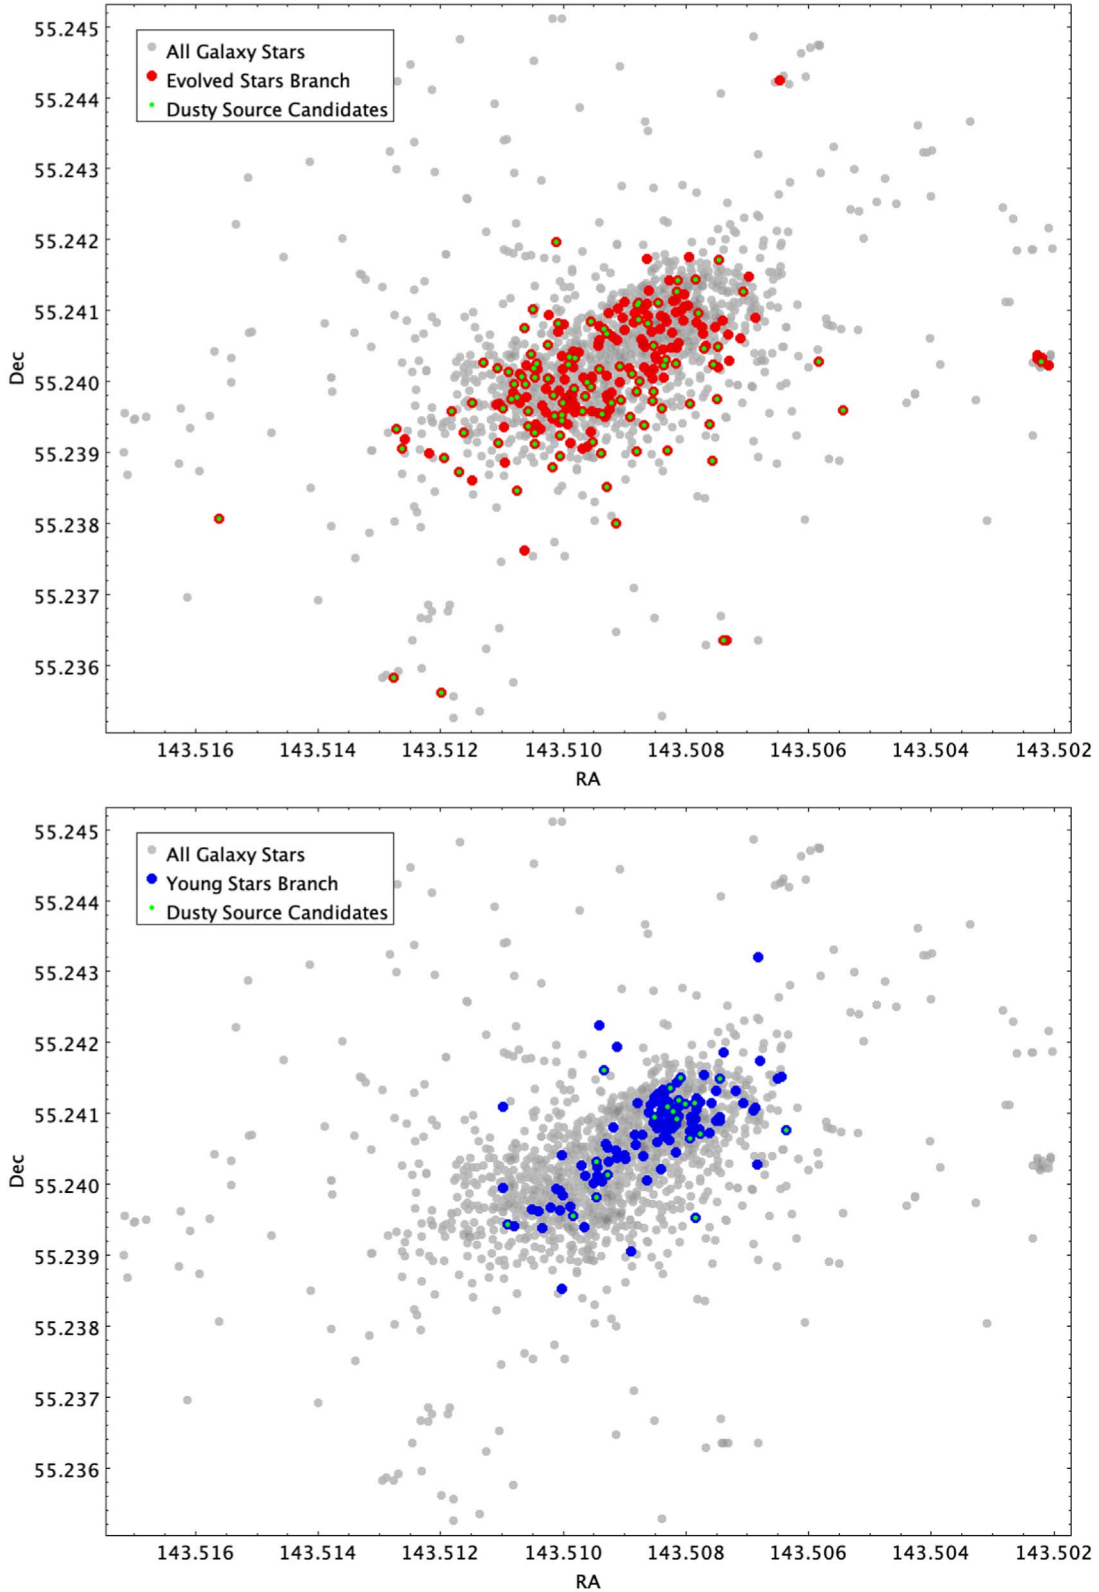 55.245
All Galaxy Stars
Evolved Stars Branch
Dusty Source Candidates
55.244
55.243
55.242
55.241
Dec
55.240
55.239
55.238
55.237
55.236
143.516 143.514 143.512 143.510 143.508 143.506 143.504 143.502
RA
55.245
All Galaxy Stars
Young Stars Branch
Dusty Source Candidates
55.244
55.243
55.242
55.241
Dec
55.240
55.239
55.238
55.237
55.236
143.516 143.514 143.512 143.510 143.508 143.506 143.504 143.502
RA